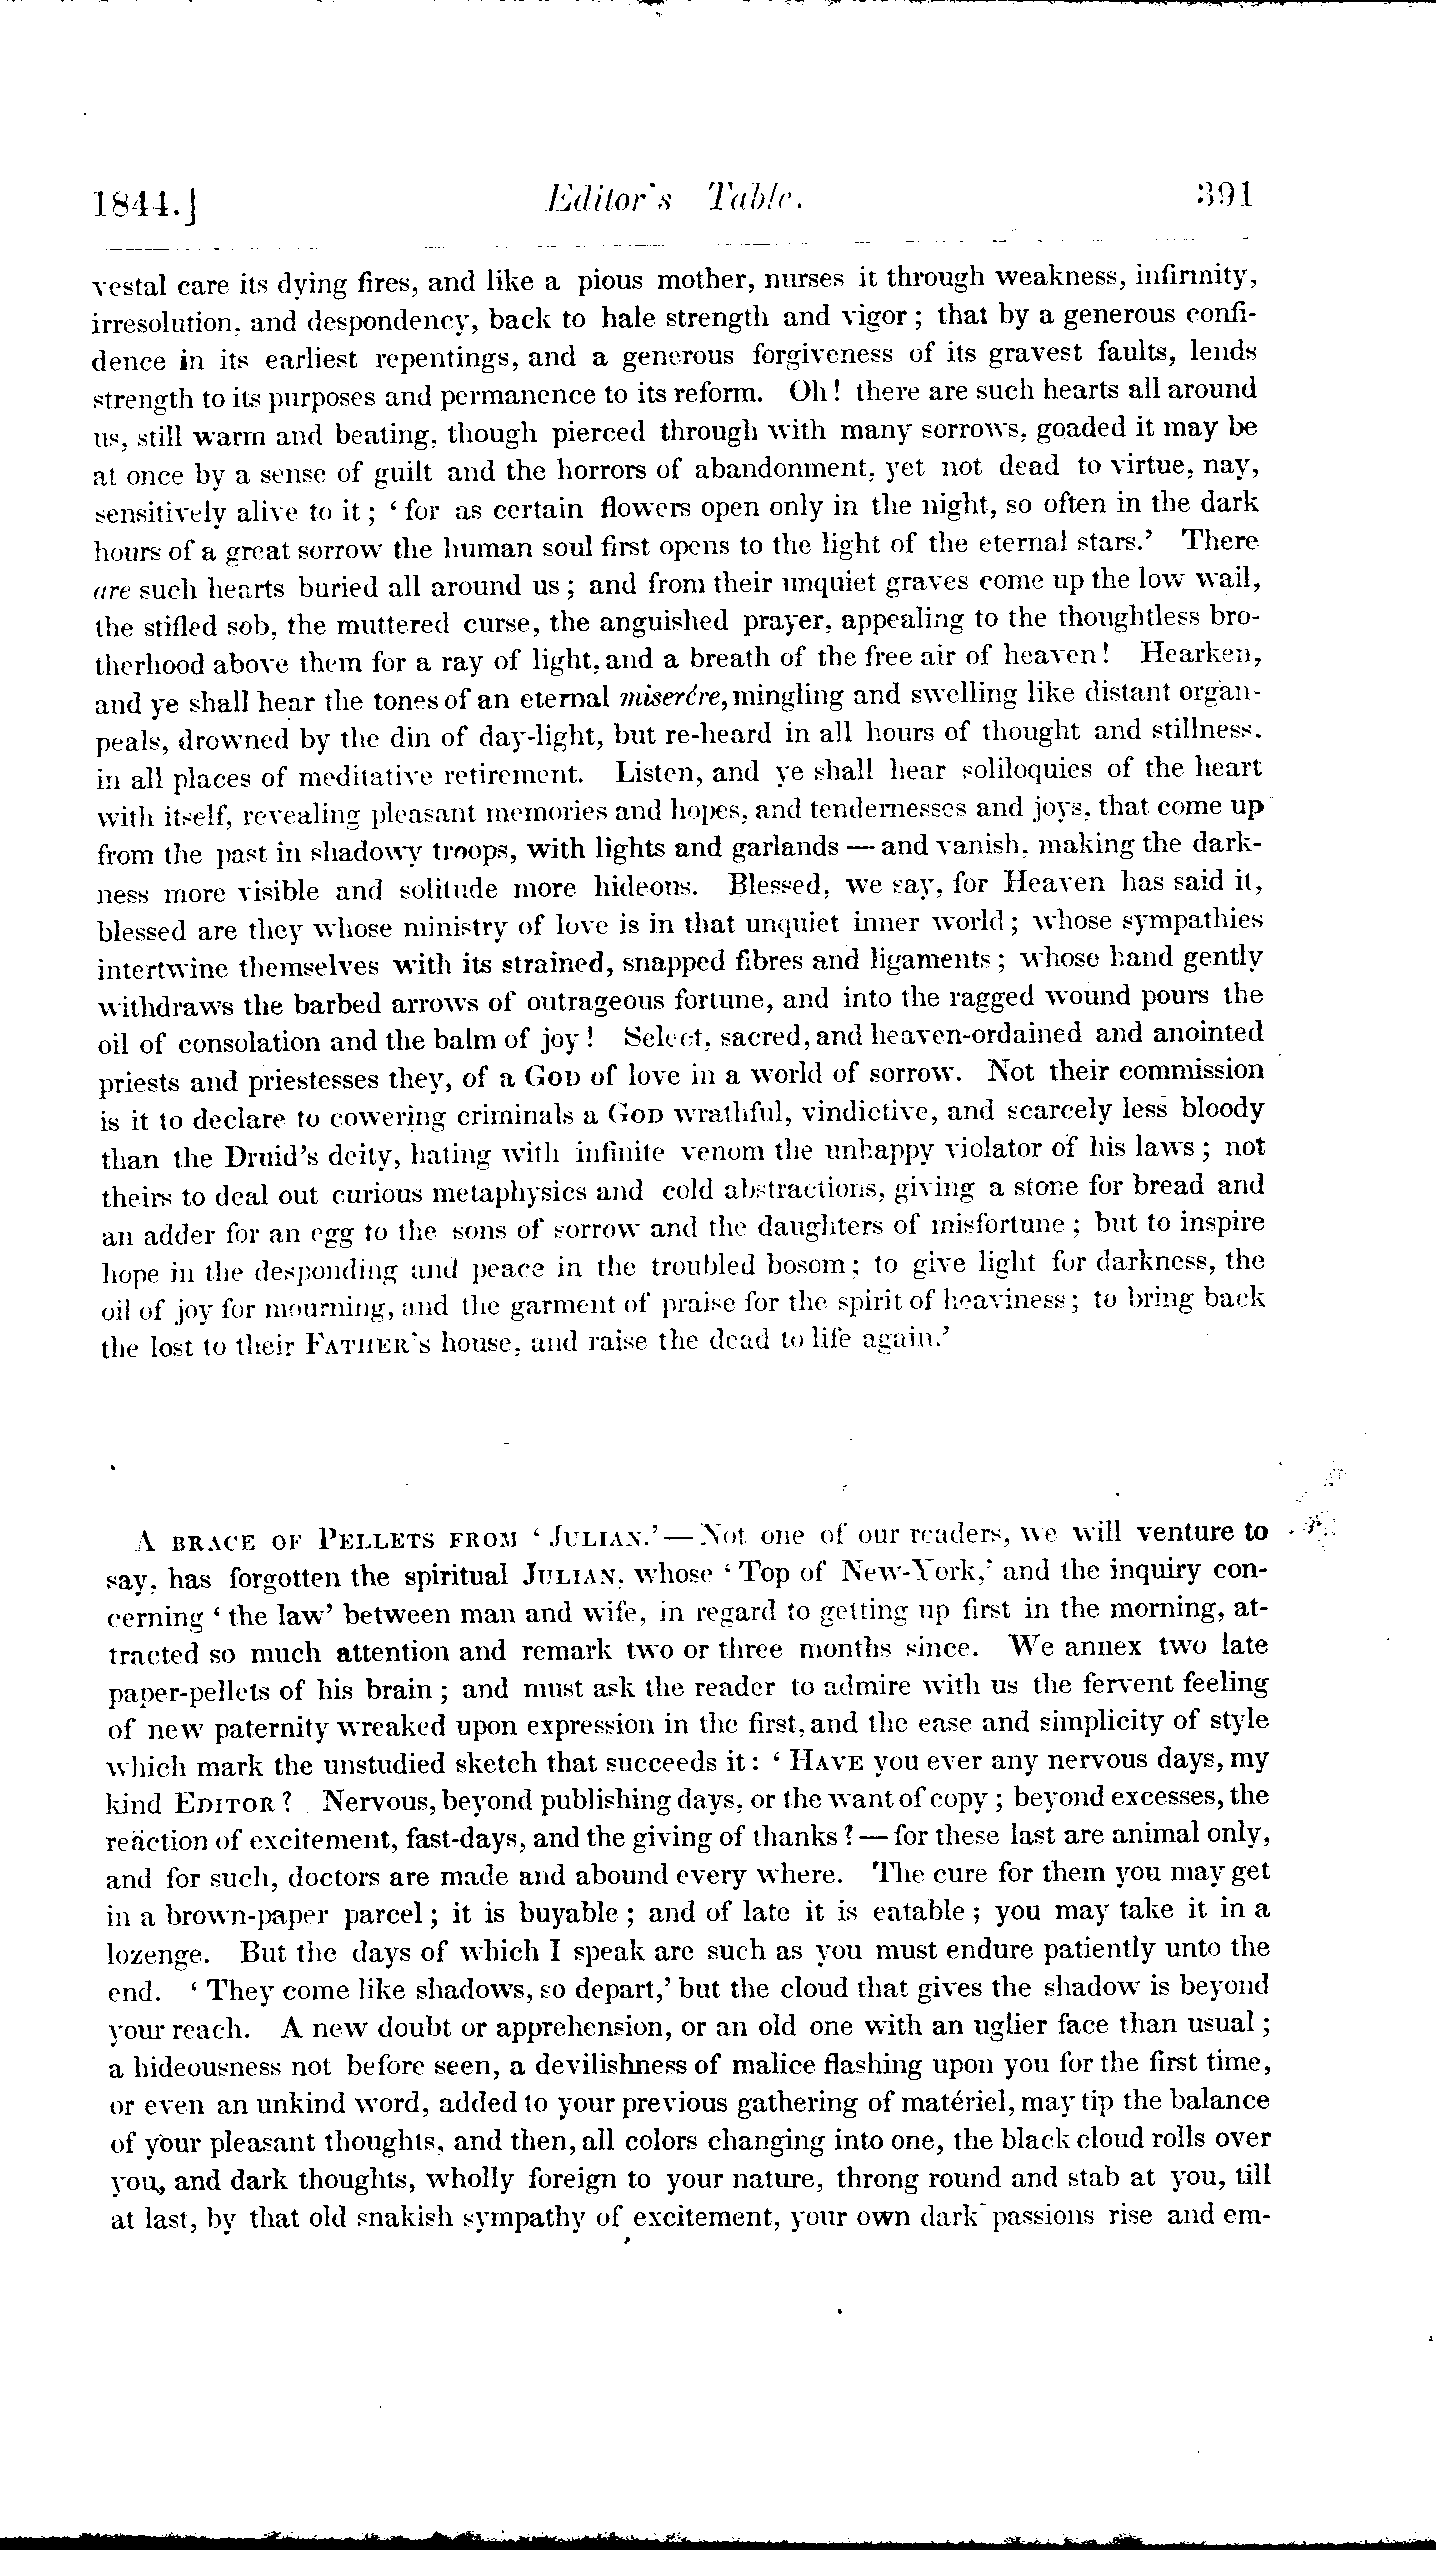 1844.] Editor's Table. 391
vestal care its dying fires, and like a pious mother, nurses it through weakness, infirmity,
irresolution, and despondency, back to hale strength and vigor; that by a generous confi-
dence in its earliest repentings, and a generous forgiveness of its gravest faults, lends
strength to its purposes and permanence to its reform. Oh! there are such hearts all around
us, still warm and beating, though pierced through with many sorrows, goaded it may be
at once by a sense of guilt and the horrors of abandonment, yet not dead to virtue, nay,
sensitively alive to it; 'for as certain flowers open only in the night, so often in the dark
hours of a great sorrow the human soul first opens to the light of the eternal stars.' There
are such hearts buried all around us; and from their unquiet graves come up the low wail,
the stifled sob, the muttered curse, the anguished prayer, appealing to the thoughtless bro-
therhood above them for a ray of light, and a breath of the free air of heaven! Hearken,
and ye shall hear the tones of an eternal miserére, mingling and swelling like distant organ-
peals, drowned by the din of day-light, but re-heard in all hours of thought and stillness,
in all places of meditative retirement. Listen, and ye shall hear soliloquies of the heart
with itself, revealing pleasant memories and hopes, and tendernesses and joys, that come up
from the past in shadowy troops, with lights and garlands — and vanish, making the dark-
ness more visible and solitude more hideous. Blessed, we say, for Heaven has said it,
blessed are they whose ministry of love is in that unquiet inner world; whose sympathies
intertwine themselves with its strained, snapped fibres and ligaments; whose hand gently
withdraws the barbed arrows of outrageous fortune, and into the ragged wound pours the
oil of consolation and the balm of joy! Select, sacred, and heaven-ordained and anointed
priests and priestesses they, of a GOD of love in a world of sorrow. Not their commission
is it to declare to cowering criminals a GOD wrathful, vindictive, and scarcely less bloody
than the Druid's deity, hating with infinite venom the unhappy violator of his laws; not
theirs to deal out curious metaphysics and cold abstractions, giving a stone for bread and
an adder for an egg to the sons of sorrow and the daughters of misfortune; but to inspire
hope in the desponding and peace in the troubled bosom; to give light for darkness, the
oil of joy for mourning, and the garment of praise for the spirit of heaviness; to bring back
the lost to their FATHER's house, and raise the dead to life again.'
A BRACE OF PELLETS FROM 'JULIAN.' — Not one of our readers, we will venture to
say, has forgotten the spiritual JULIAN, whose 'Top of New-York,' and the inquiry con-
cerning 'the law' between man and wife, in regard to getting up first in the morning, at-
tracted so much attention and remark two or three months since. We annex two late
paper-pellets of his brain; and must ask the reader to admire with us the fervent feeling
of new paternity wreaked upon expression in the first, and the ease and simplicity of style
which mark the unstudied sketch that succeeds it: 'HAVE you ever any nervous days, my
kind EDITOR? Nervous, beyond publishing days, or the want of copy; beyond excesses, the
reäction of excitement, fast-days, and the giving of thanks? — for these last are animal only,
and for such, doctors are made and abound every where. The cure for them you may get
in a brown-paper parcel; it is buyable; and of late it is eatable; you may take it in a
lozenge. But the days of which I speak are such as you must endure patiently unto the
end. 'They come like shadows, so depart,' but the cloud that gives the shadow is beyond
your reach. A new doubt or apprehension, or an old one with an uglier face than usual;
a hideousness not before seen, a devilishness of malice flashing upon you for the first time,
or even an unkind word, added to your previous gathering of matériel, may tip the balance
of your pleasant thoughts, and then, all colors changing into one, the black cloud rolls over
you, and dark thoughts, wholly foreign to your nature, throng round and stab at you, till
at last, by that old snakish sympathy of excitement, your own dark passions rise and em-